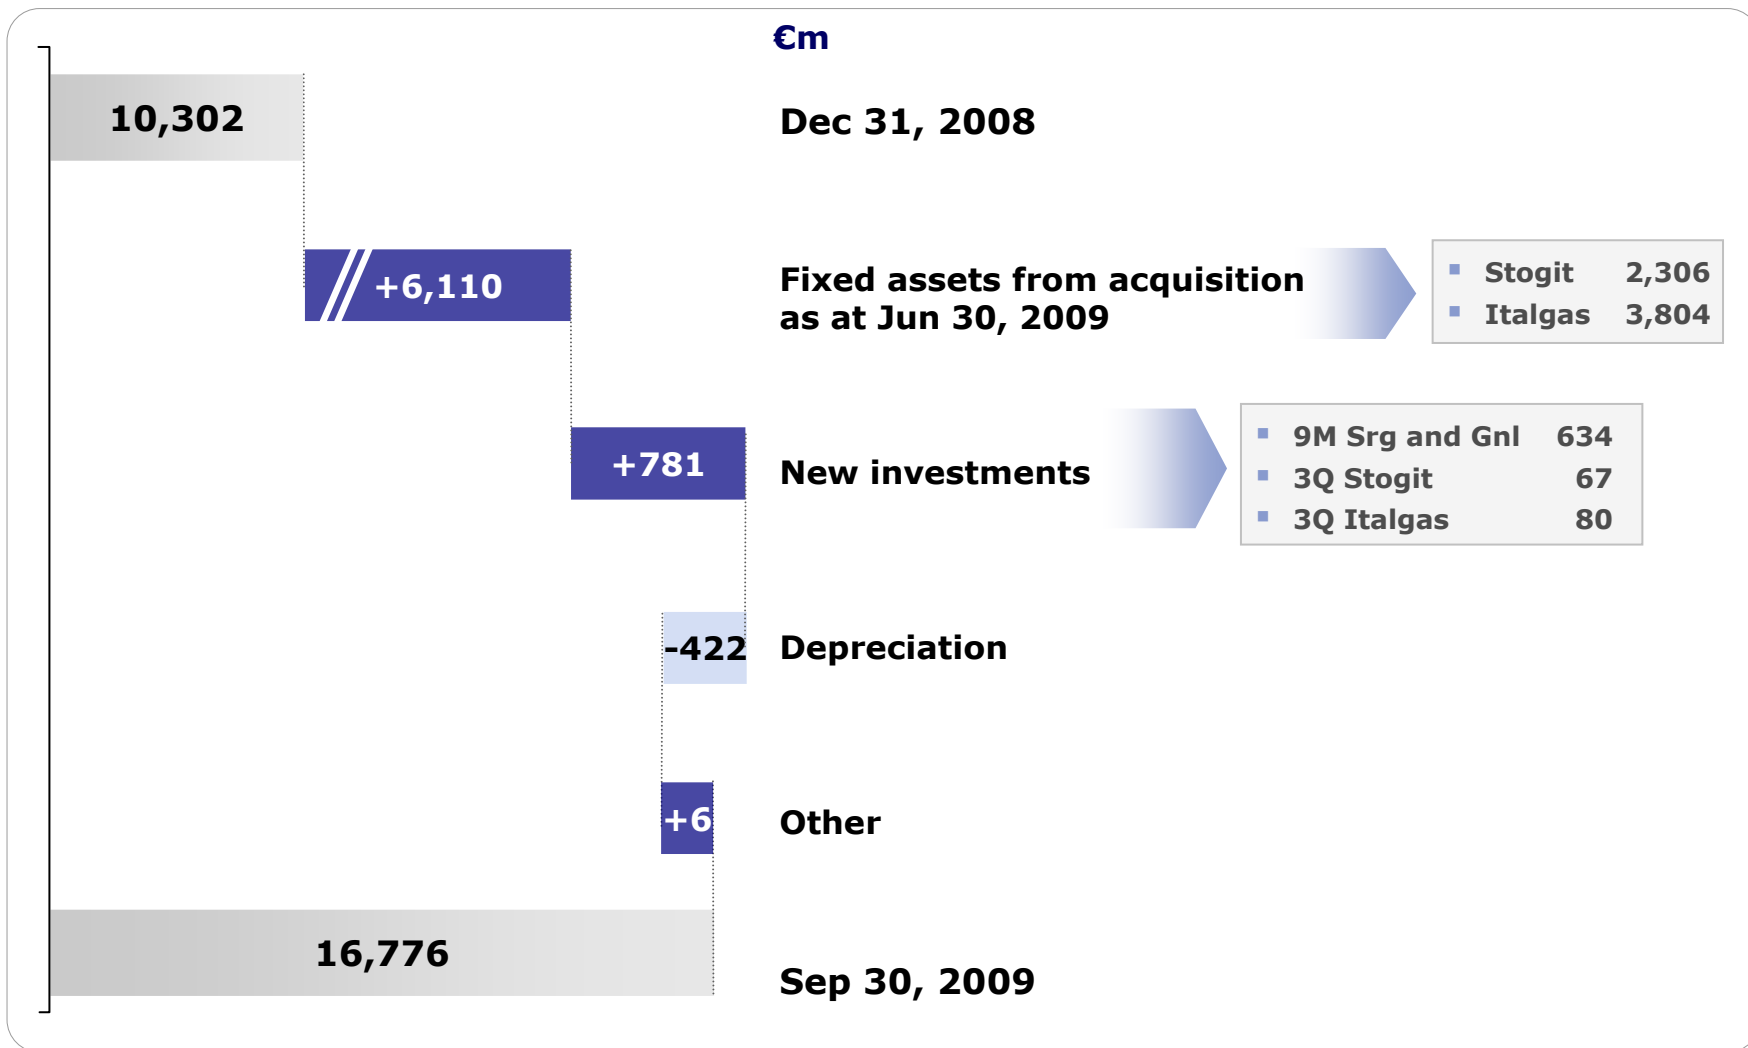 €m
10,302
Dec 31, 2008
+6,110
Fixed assets from acquisition
as at Jun 30, 2009
▪ Stogit 2,306
▪ Italgas 3,804
+781
New investments
▪ 9M Srg and Gnl 634
▪ 3Q Stogit 67
▪ 3Q Italgas 80
-422
Depreciation
+6
Other
16,776
Sep 30, 2009